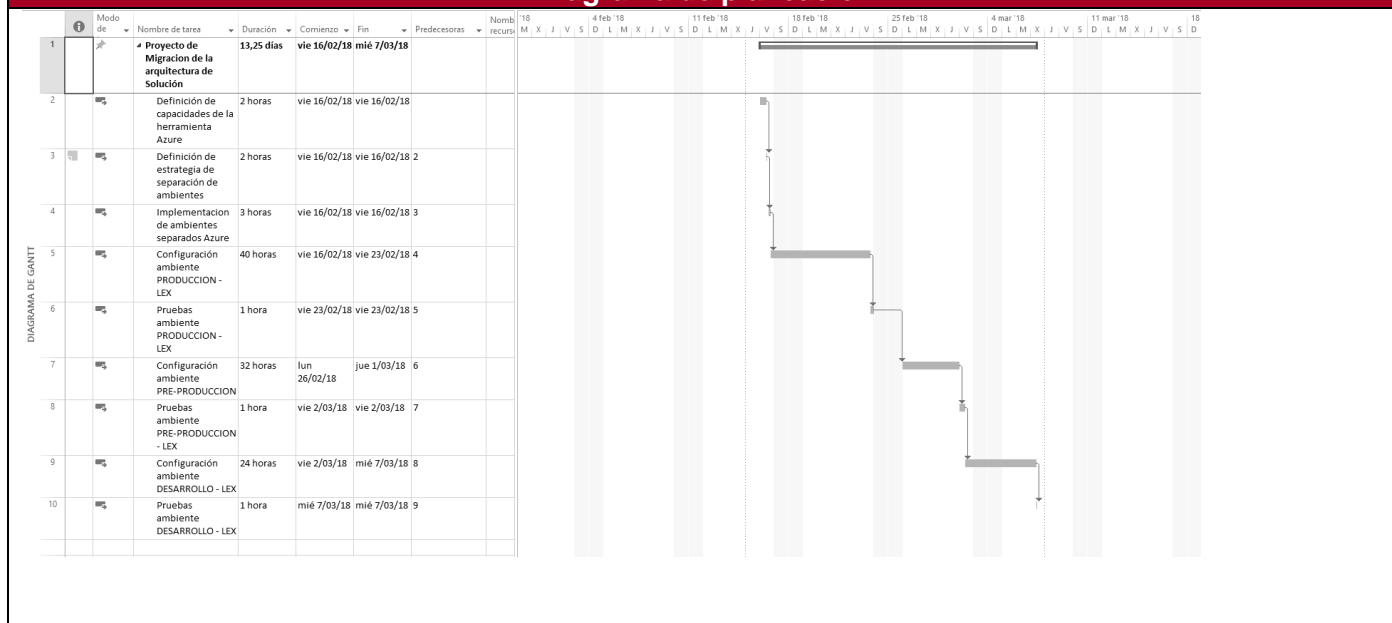 Modo de Nombre de tarea Duración Comienzo Fin Predecesoras Nomb recurs
'18 4 feb '18 11 feb '18 18 feb '18 25 feb '18 4 mar '18 11 mar '18 18
M X J V S D L M X J V S D L M X J V S D L M X J V S D L M X J V S D L M X J V S D L M X J V S D
1 Proyecto de 13,25 días vie 16/02/18 mié 7/03/18
Migracion de la
arquitectura de
Solución
2 Definición de 2 horas vie 16/02/18 vie 16/02/18
capacidades de la
herramienta
Azure
3 Definición de 2 horas vie 16/02/18 vie 16/02/18 2
estrategia de
separación de
ambientes
4 Implementacion 3 horas vie 16/02/18 vie 16/02/18 3
de ambientes
separados Azure
5 Configuración 40 horas vie 16/02/18 vie 23/02/18 4
ambiente
PRODUCCION -
LEX
6 Pruebas 1 hora vie 23/02/18 vie 23/02/18 5
ambiente
PRODUCCION -
LEX
7 Configuración 32 horas lun jue 1/03/18 6
ambiente 26/02/18
PRE-PRODUCCION
8 Pruebas 1 hora vie 2/03/18 vie 2/03/18 7
ambiente
PRE-PRODUCCION
- LEX
9 Configuración 24 horas vie 2/03/18 mié 7/03/18 8
ambiente
DESARROLLO - LEX
10 Pruebas 1 hora mié 7/03/18 mié 7/03/18 9
ambiente
DESARROLLO - LEX
DIAGRAMA DE GANTT